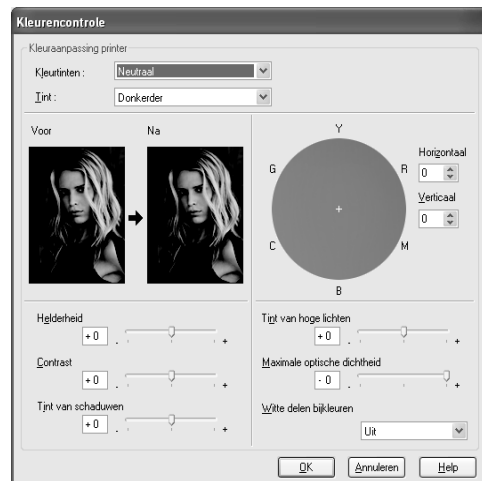 Kleurencontrole
Kleuraanpassing printer
Kleurtinten : Neutraal
Tint : Donkerder
Voor Na
Y
G R
C M
B
Horizontaal
0
Verticaal
0
Helderheid
+ 0 - +
Contrast
+ 0 - +
Tint van schaduwen
+ 0 - +
Tint van hoge lichten
+ 0 - +
Maximale optische dichtheid
- 0 - +
Witte delen bijkleuren
Uit
OK Annuleren Help